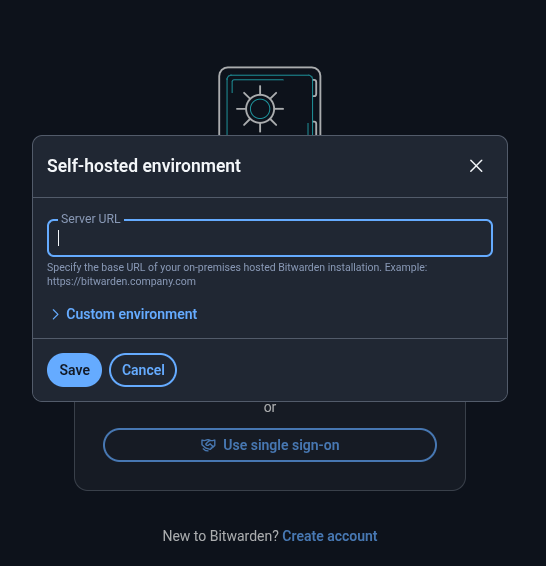 Self-hosted environment
Server URL
Specify the base URL of your on-premises hosted Bitwarden installation. Example:
https://bitwarden.company.com
Custom environment
Save Cancel
or
Use single sign-on
New to Bitwarden? Create account